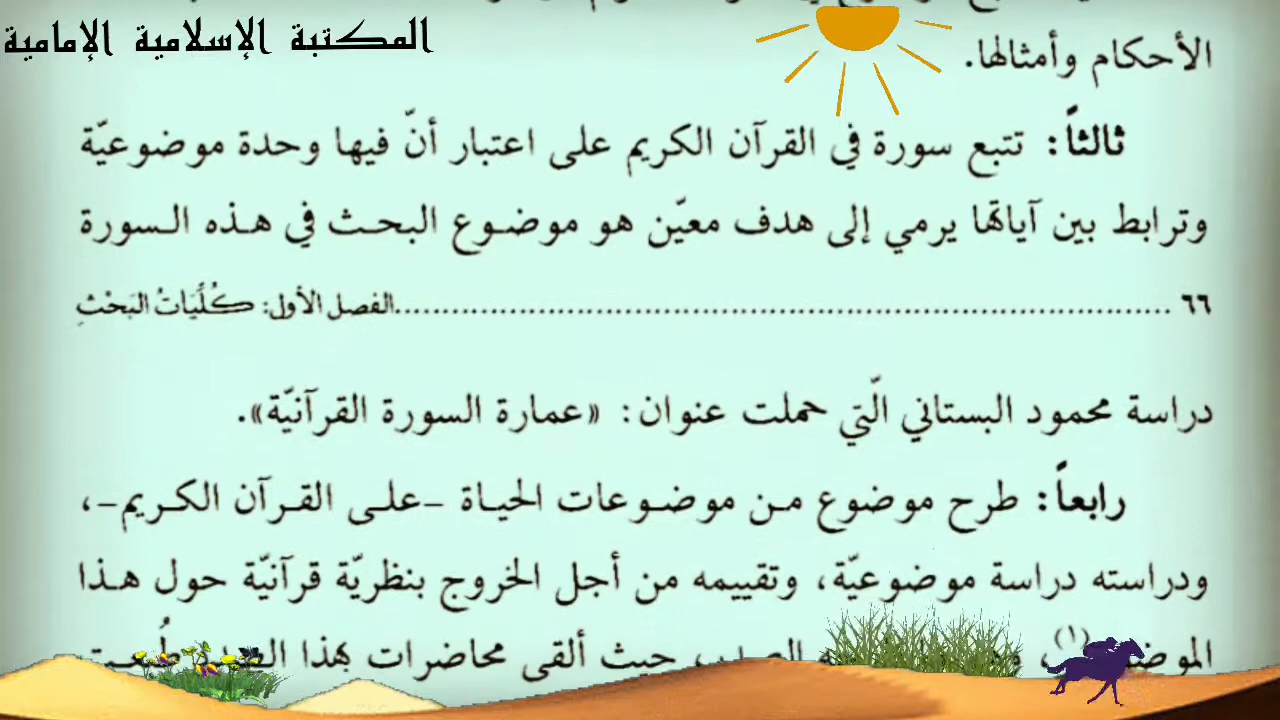 المكتبة الإسلامية الإمامية
الأحكام وأمثالها.
ثالثاً: تتبع سورة في القرآن الكريم على اعتبار أنّ فيها وحدة موضوعيّة
وترابط بين آياتها يرمي إلى هدف معيّن هو موضوع البحث في هذه السورة
٦٦ ...................................................................الفصل الأول: كُلُيَاتُ البَحْثِ
دراسة محمود البستاني الّتي حملت عنوان: «عمارة السورة القرآنيّة».
رابعاً: طرح موضوع من موضوعات الحياة -على القرآن الكريم-،
ودراسته دراسة موضوعيّة، وتقييمه من أجل الخروج بنظريّة قرآنيّة حول هذا
(١)، حيث ألقى محاضرات بهذا